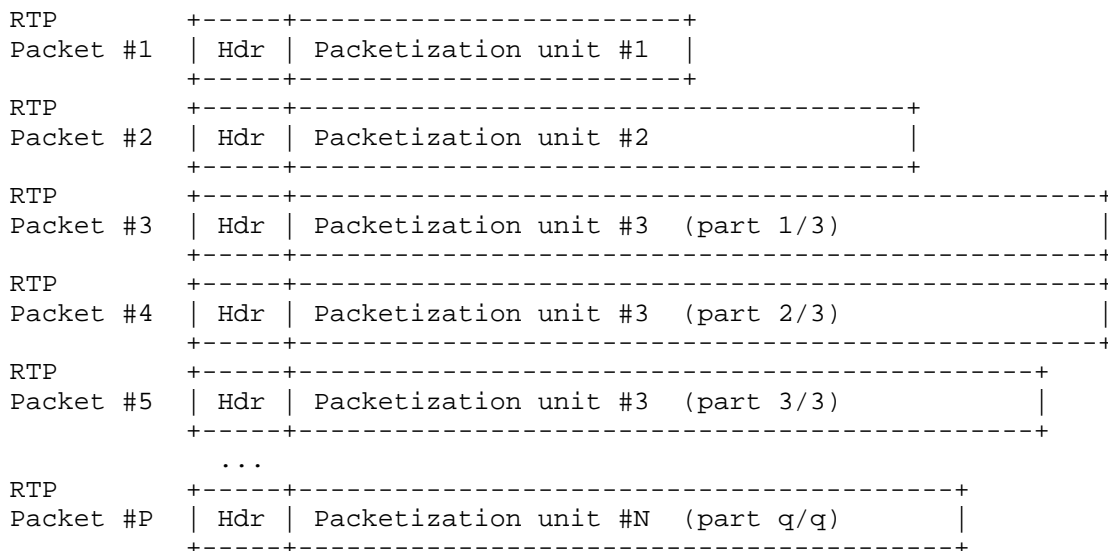 RTP +-----+------------------------+
Packet #1 | Hdr | Packetization unit #1 |
+-----+------------------------+
RTP +-----+--------------------------------------+
Packet #2 | Hdr | Packetization unit #2 |
+-----+--------------------------------------+
RTP +-----+--------------------------------------------------+
Packet #3 | Hdr | Packetization unit #3 (part 1/3) |
+-----+--------------------------------------------------+
RTP +-----+--------------------------------------------------+
Packet #4 | Hdr | Packetization unit #3 (part 2/3) |
+-----+--------------------------------------------------+
RTP +-----+----------------------------------------------+
Packet #5 | Hdr | Packetization unit #3 (part 3/3) |
+-----+----------------------------------------------+
...
RTP +-----+-----------------------------------------+
Packet #P | Hdr | Packetization unit #N (part q/q) |
+-----+-----------------------------------------+